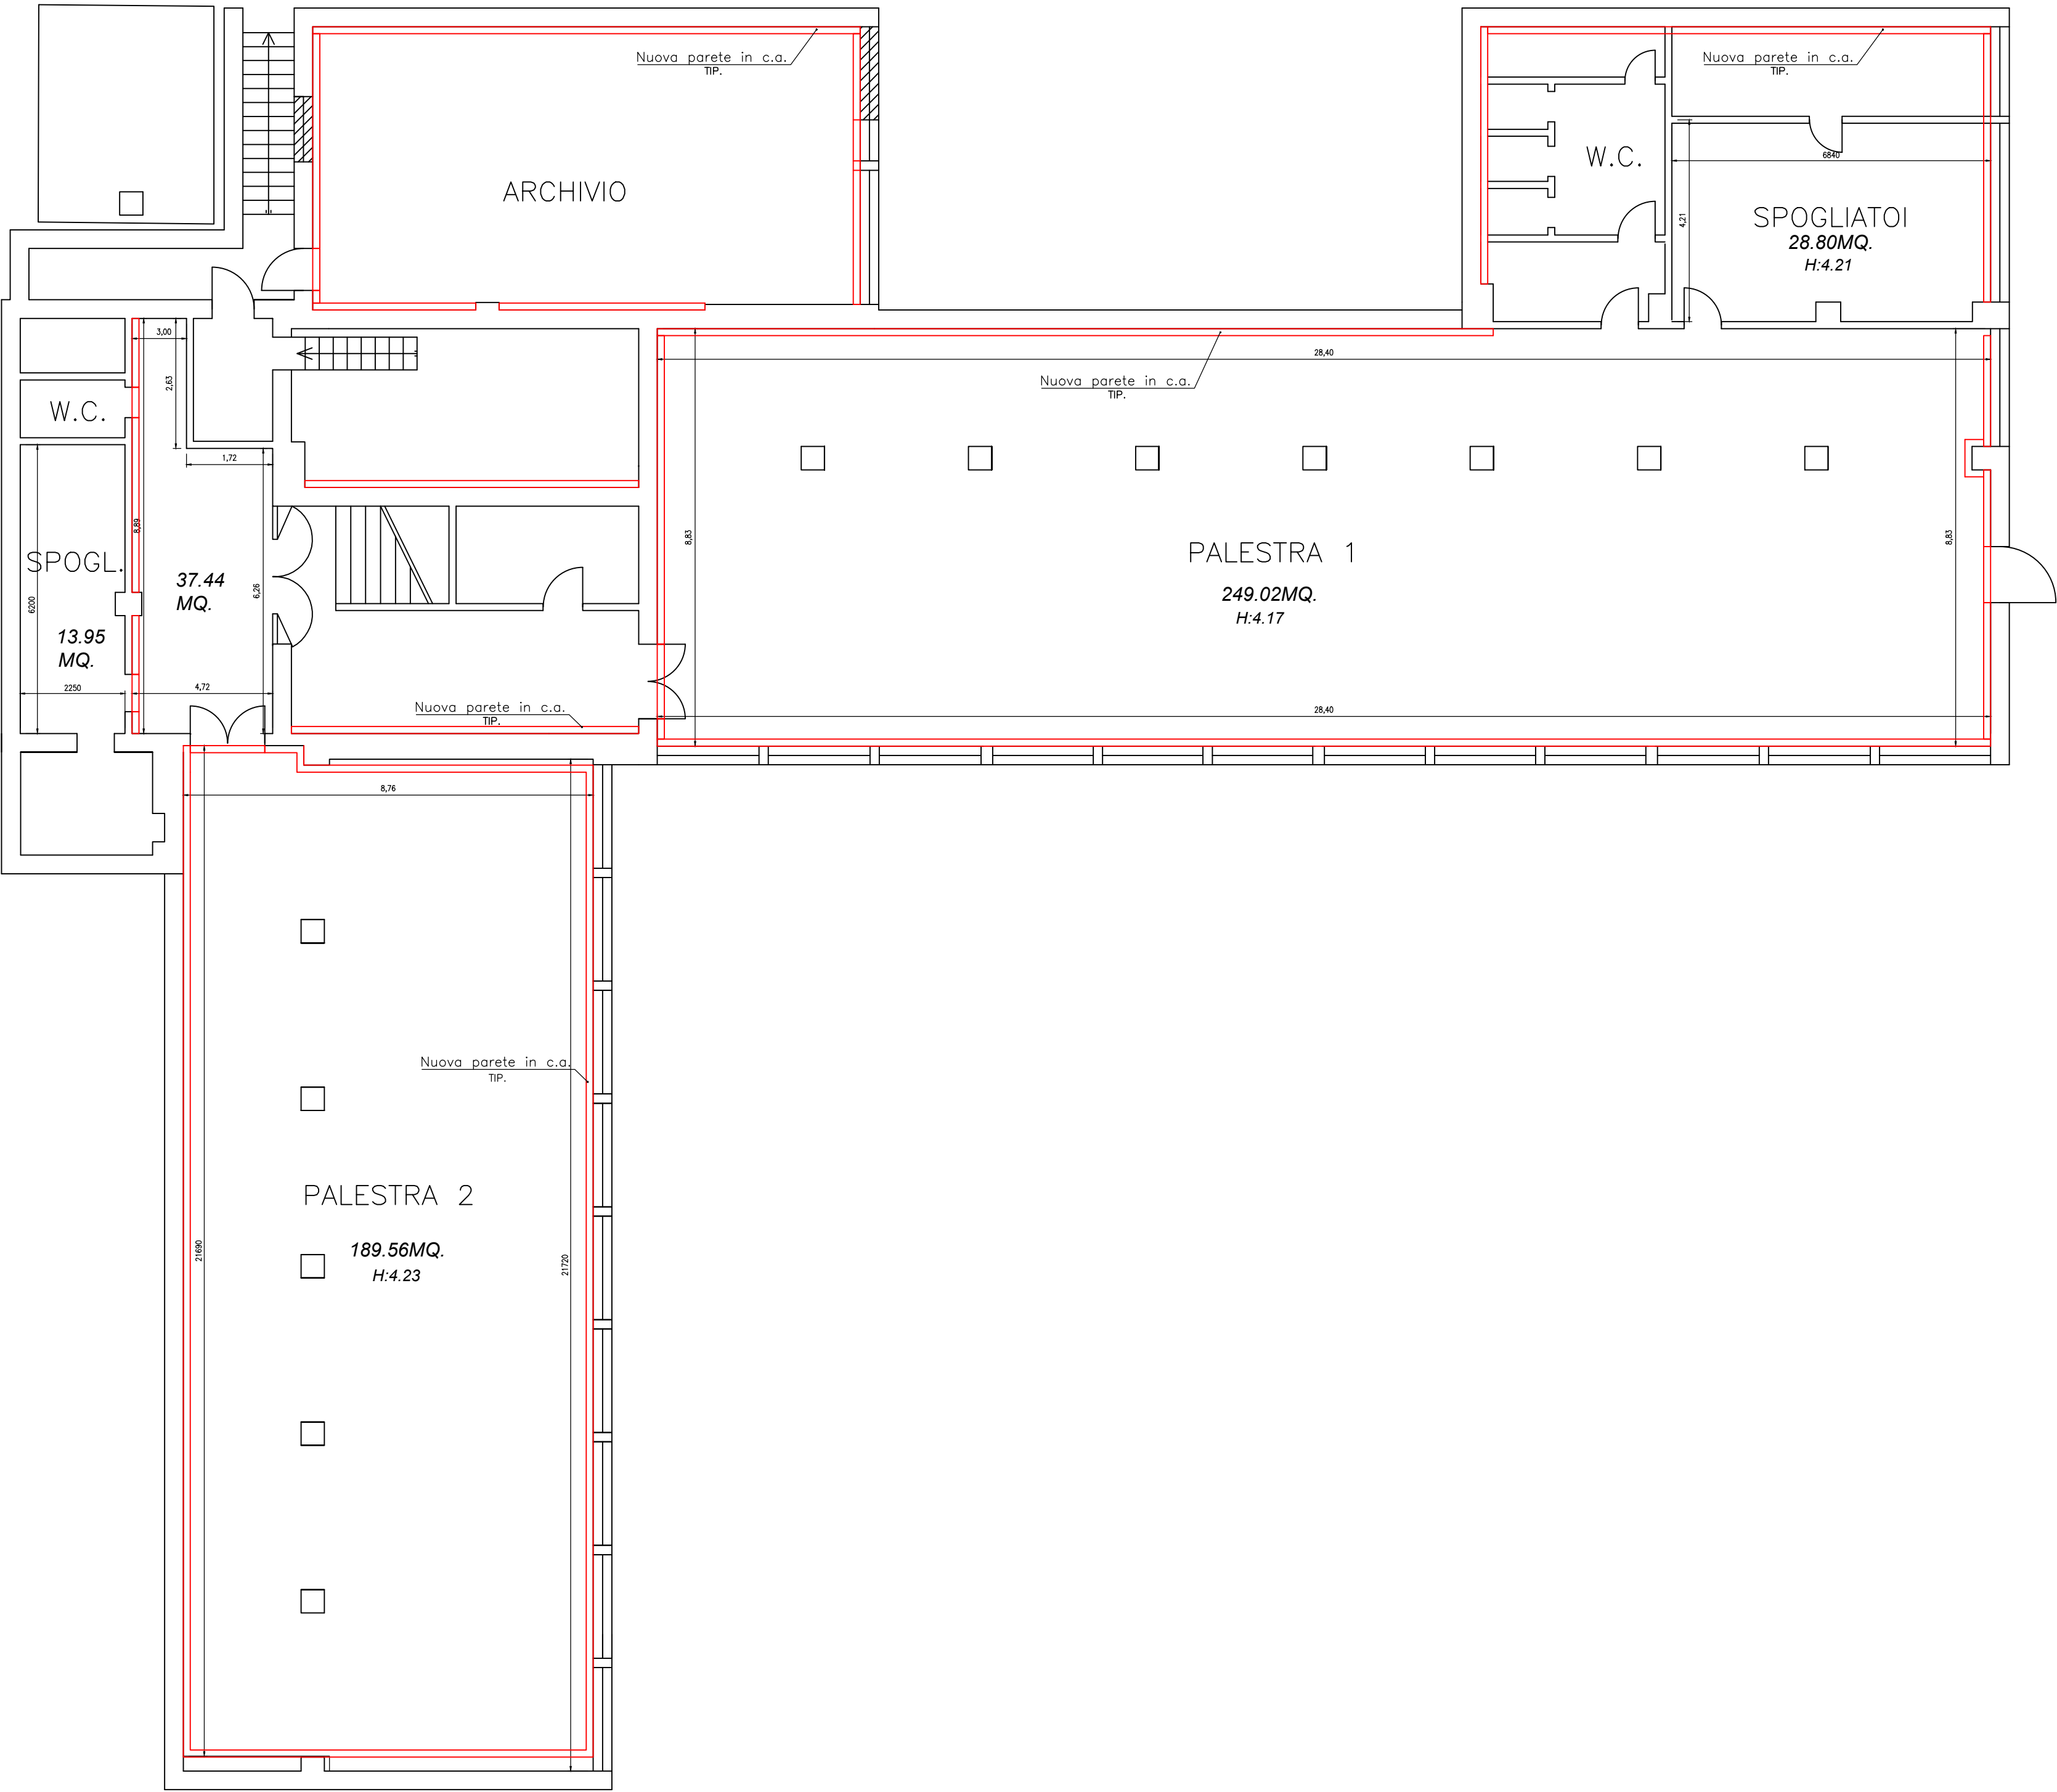 Nuova parete in c.a.
TIP.
Nuova parete in c.a.
TIP.
ARCHIVIO
W.C.
6840
4,21
SPOGLIATOI
28.80MQ.
H:4.21
3,00
2,63
28,40
Nuova parete in c.a.
TIP.
W.C.
1,72
8,89
8,83
8,83
PALESTRA 1
SPOGL.
37.44
MQ.
6,26
6200
249.02MQ.
H:4.17
13.95
MQ.
2250
4,72
Nuova parete in c.a.
TIP.
28,40
8,76
Nuova parete in c.a.
TIP.
PALESTRA 2
189.56MQ.
H:4.23
21690
21720